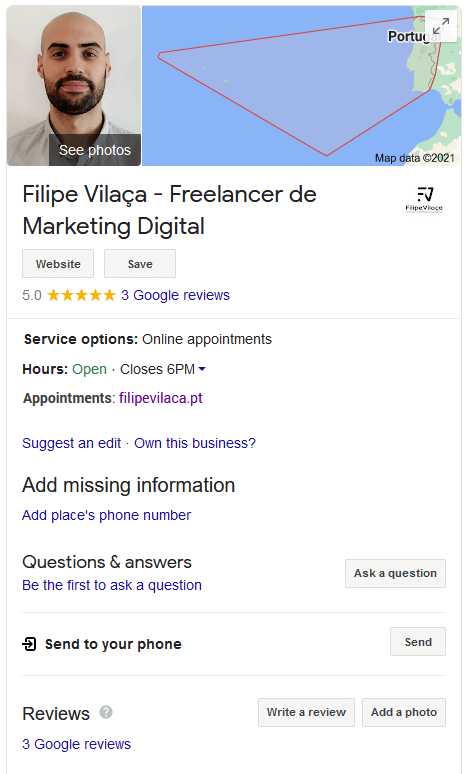 Portugal
See photos
Map data ©2021
Filipe Vilaça - Freelancer de
Marketing Digital
FV
FilipeVilaça
Website
Save
5.0
3 Google reviews
Service options: Online appointments
Hours: Open · Closes 6PM
Appointments: filipevilaca.pt
Suggest an edit · Own this business?
Add missing information
Add place's phone number
Questions & answers
Be the first to ask a question
Ask a question
Send to your phone
Send
Reviews
?
Write a review
Add a photo
3 Google reviews